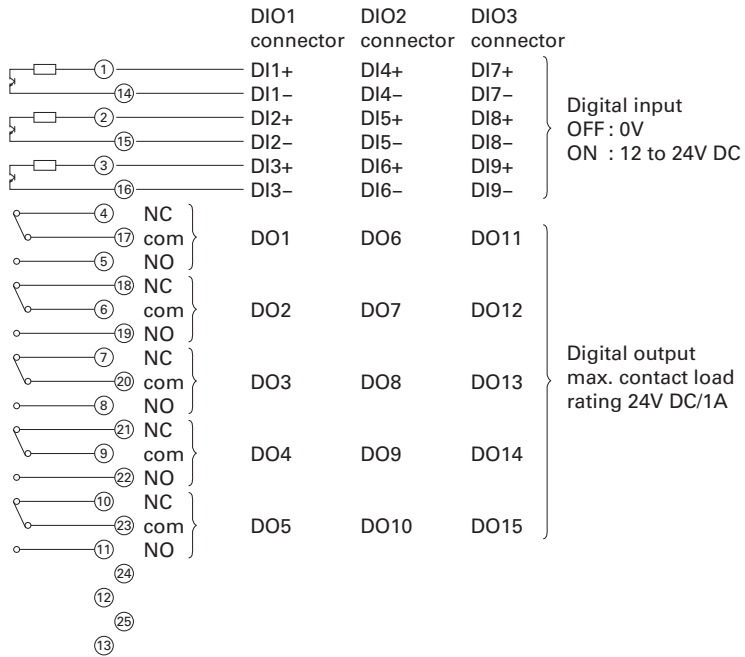 DIO1 DIO2 DIO3
connector connector connector
1 DI1+ DI4+ DI7+
14 DI1− DI4− DI7−
2 DI2+ DI5+ DI8+
15 DI2− DI5− DI8−
3 DI3+ DI6+ DI9+
16 DI3− DI6− DI9−
Digital input
OFF : 0V
ON : 12 to 24V DC
4 NC
17 com DO1 DO6 DO11
5 NO
18 NC
6 com DO2 DO7 DO12
19 NO
7 NC
20 com DO3 DO8 DO13
8 NO
21 NC
9 com DO4 DO9 DO14
22 NO
10 NC
23 com DO5 DO10 DO15
11 NO
Digital output
max. contact load
rating 24V DC/1A
24
12
25
13